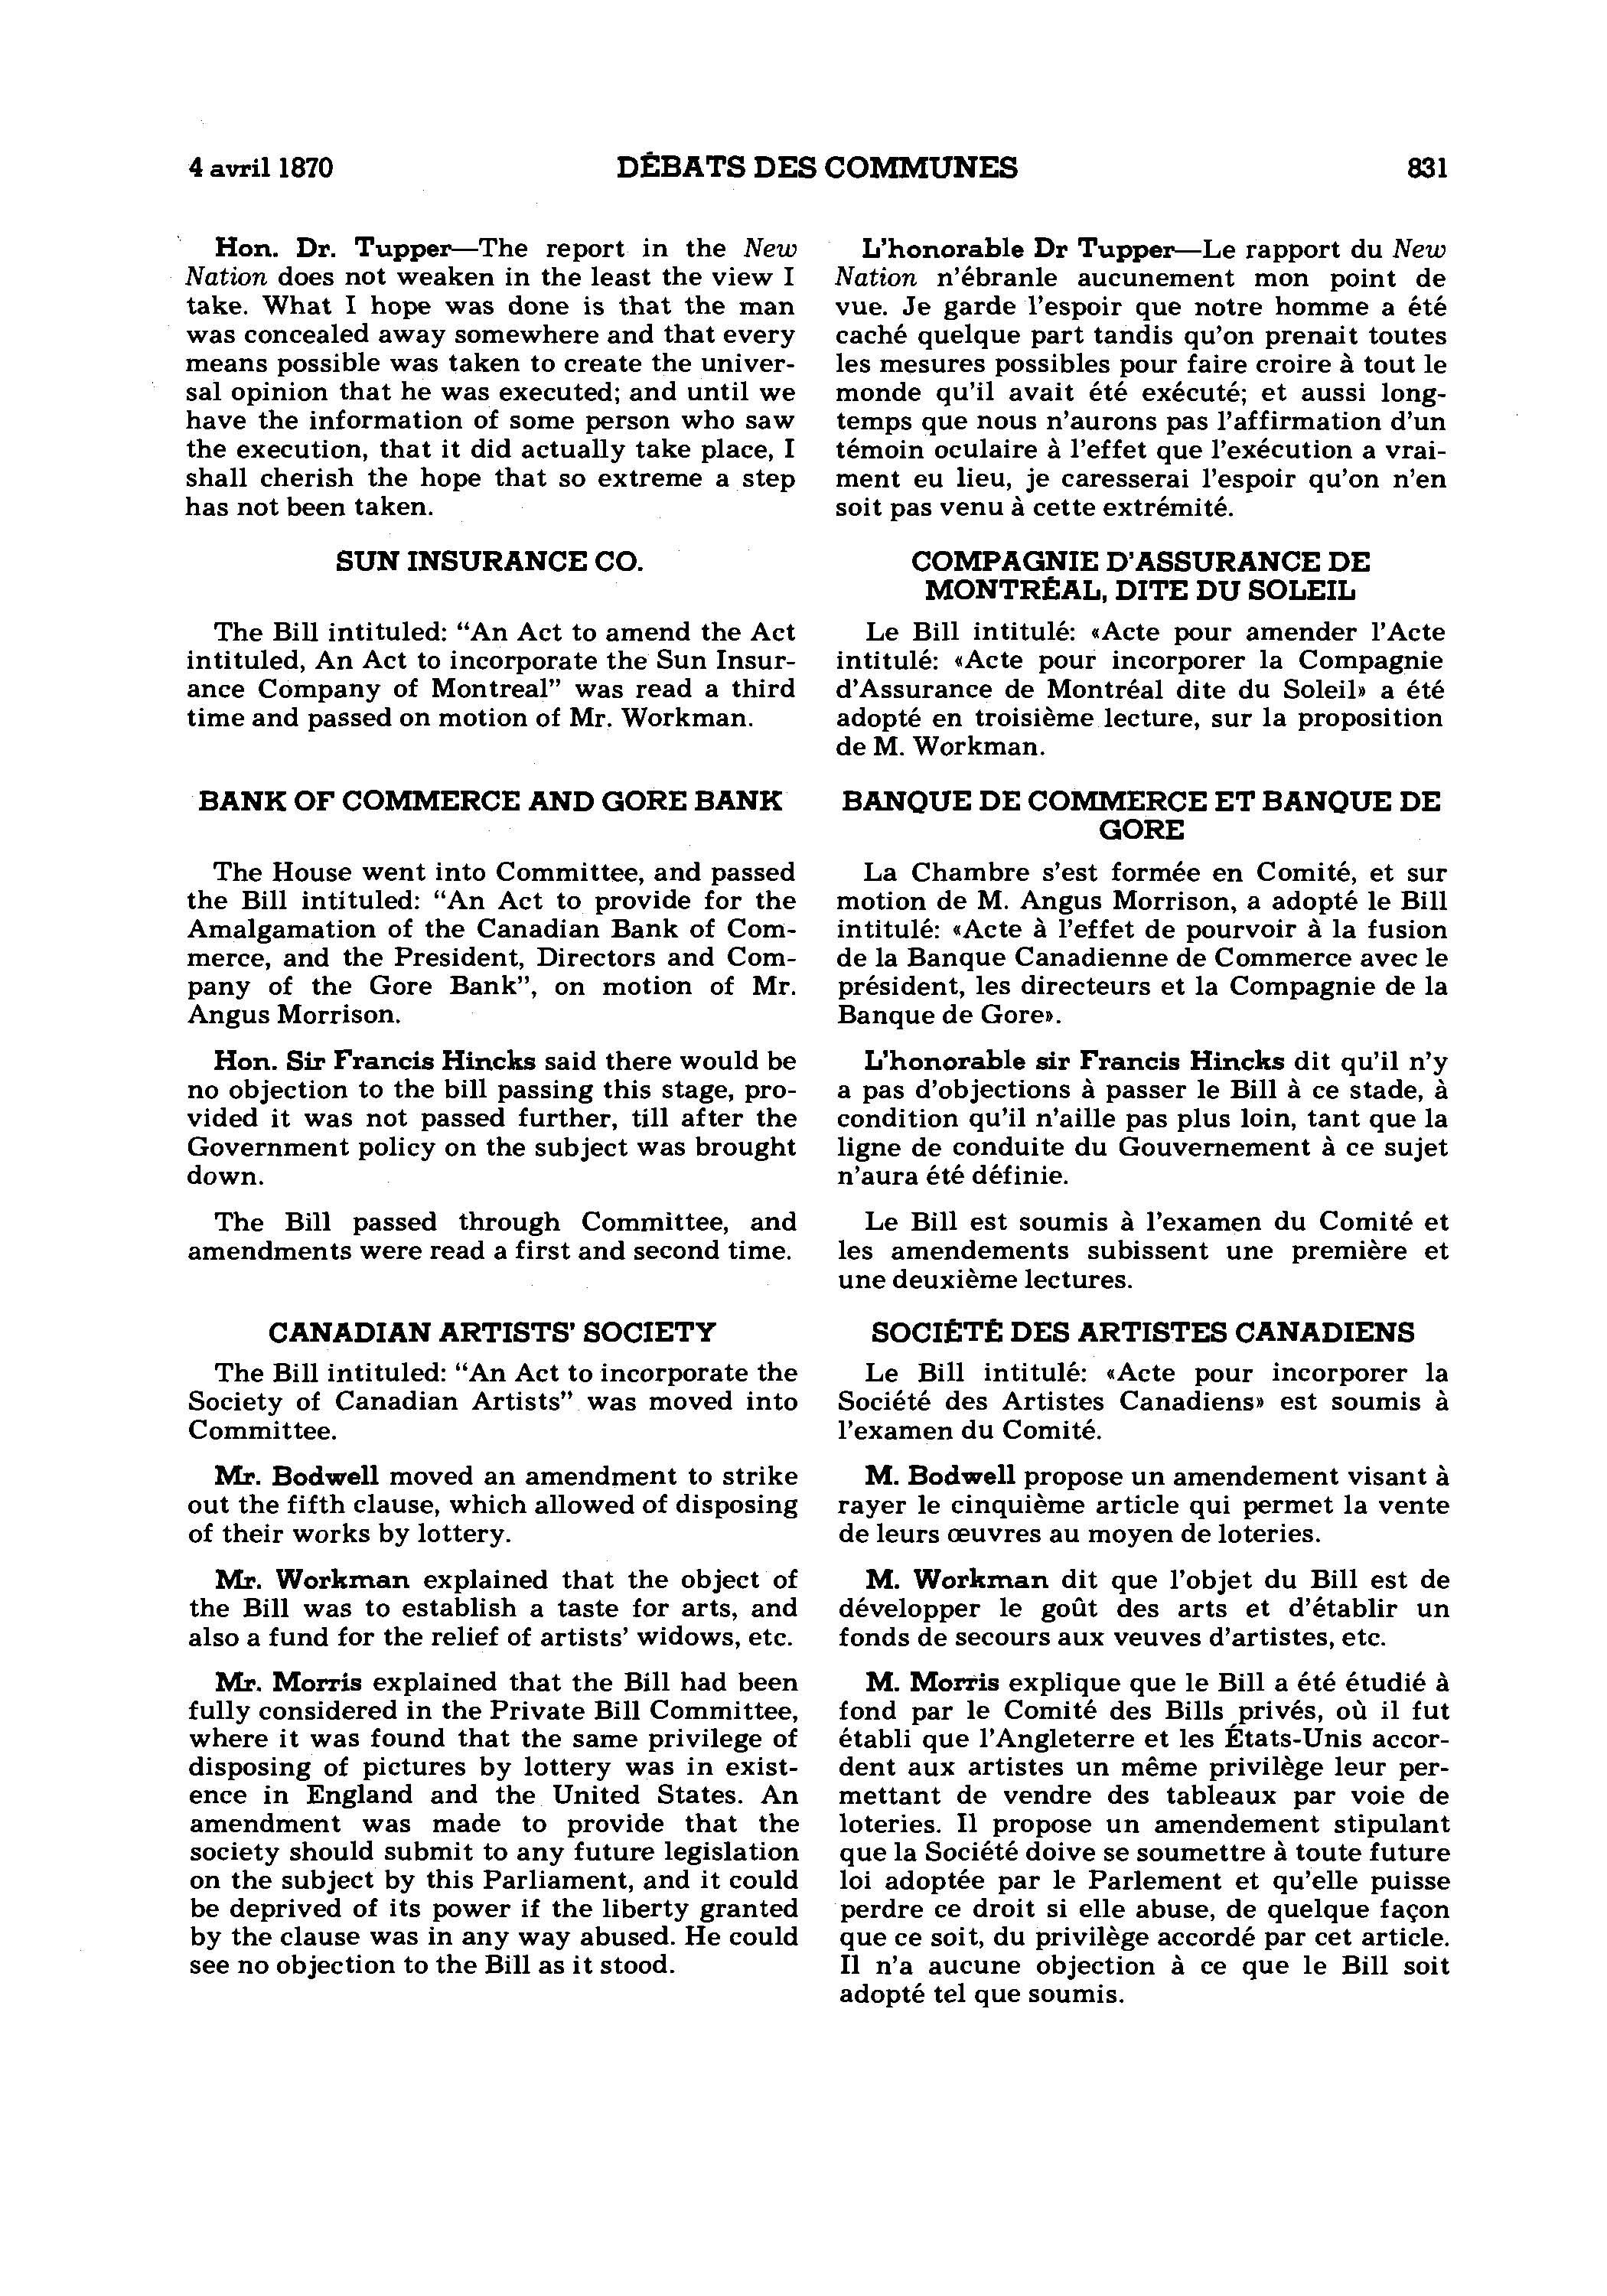 4 avril 1870
DÉBATS DES COMMUNES
831
Hon. Dr. Tupper—The report in the New
Nation does not weaken in the least the view I
take. What I hope was done is that the man
was concealed away somewhere and that every
means possible was taken to create the univer-
sal opinion that he was executed; and until we
have the information of some person who saw
the execution, that it did actually take place, I
shall cherish the hope that so extreme a step
has not been taken.
SUN INSURANCE CO.
The Bill intituled: “An Act to amend the Act
intituled, An Act to incorporate the Sun Insur-
ance Company of Montreal” was read a third
time and passed on motion of Mr. Workman.
BANK OF COMMERCE AND GORE BANK
The House went into Committee, and passed
the Bill intituled: “An Act to provide for the
Amalgamation of the Canadian Bank of Com-
merce, and the President, Directors and Com-
pany of the Gore Bank”, on motion of Mr.
Angus Morrison.
Hon. Sir Francis Hincks said there would be
no objection to the bill passing this stage, pro-
vided it was not passed further, till after the
Government policy on the subject was brought
down.
The Bill passed through Committee, and
amendments were read a first and second time.
CANADIAN ARTISTS' SOCIETY
The Bill intituled: “An Act to incorporate the
Society of Canadian Artists” was moved into
Committee.
Mr. Bodwell moved an amendment to strike
out the fifth clause, which allowed of disposing
of their works by lottery.
Mr. Workman explained that the object of
the Bill was to establish a taste for arts, and
also a fund for the relief of artists' widows, etc.
Mr. Morris explained that the Bill had been
fully considered in the Private Bill Committee,
where it was found that the same privilege of
disposing of pictures by lottery was in exist-
ence in England and the United States. An
amendment was made to provide that the
society should submit to any future legislation
on the subject by this Parliament, and it could
be deprived of its power if the liberty granted
by the clause was in any way abused. He could
see no objection to the Bill as it stood.
L'honorable Dr Tupper—Le rapport du New
Nation n'ébranle aucunement mon point de
vue. Je garde l'espoir que notre homme a été
caché quelque part tandis qu'on prenait toutes
les mesures possibles pour faire croire à tout le
monde qu'il avait été exécuté; et aussi long-
temps que nous n'aurons pas l'affirmation d'un
témoin oculaire à l'effet que l'exécution a vrai-
ment eu lieu, je caresserai l'espoir qu'on n'en
soit pas venu à cette extrémité.
COMPAGNIE D'ASSURANCE DE
MONTRÉAL, DITE DU SOLEIL
Le Bill intitulé: «Acte pour amender l'Acte
intitulé: «Acte pour incorporer la Compagnie
d'Assurance de Montréal dite du Soleil» a été
adopté en troisième lecture, sur la proposition
de M. Workman.
BANQUE DE COMMERCE ET BANQUE DE
GORE
La Chambre s'est formée en Comité, et sur
motion de M. Angus Morrison, a adopté le Bill
intitulé: «Acte à l'effet de pourvoir à la fusion
de la Banque Canadienne de Commerce avec le
président, les directeurs et la Compagnie de la
Banque de Gore».
L'honorable sir Francis Hincks dit qu'il n'y
a pas d'objections à passer le Bill à ce stade, à
condition qu'il n'aille pas plus loin, tant que la
ligne de conduite du Gouvernement à ce sujet
n'aura été définie.
Le Bill est soumis à l'examen du Comité et
les amendements subissent une première et
une deuxième lectures.
SOCIÉTÉ DES ARTISTES CANADIENS
Le Bill intitulé: «Acte pour incorporer la
Société des Artistes Canadiens» est soumis à
l'examen du Comité.
M. Bodwell propose un amendement visant à
rayer le cinquième article qui permet la vente
de leurs œuvres au moyen de loteries.
M. Workman dit que l'objet du Bill est de
développer le goût des arts et d'établir un
fonds de secours aux veuves d'artistes, etc.
M. Morris explique que le Bill a été étudié à
fond par le Comité des Bills privés, où il fut
établi que l'Angleterre et les États-Unis accor-
dent aux artistes un même privilège leur per-
mettant de vendre des tableaux par voie de
loteries. Il propose un amendement stipulant
que la Société doive se soumettre à toute future
loi adoptée par le Parlement et qu'elle puisse
perdre ce droit si elle abuse, de quelque façon
que ce soit, du privilège accordé par cet article.
Il n'a aucune objection à ce que le Bill soit
adopté tel que soumis.